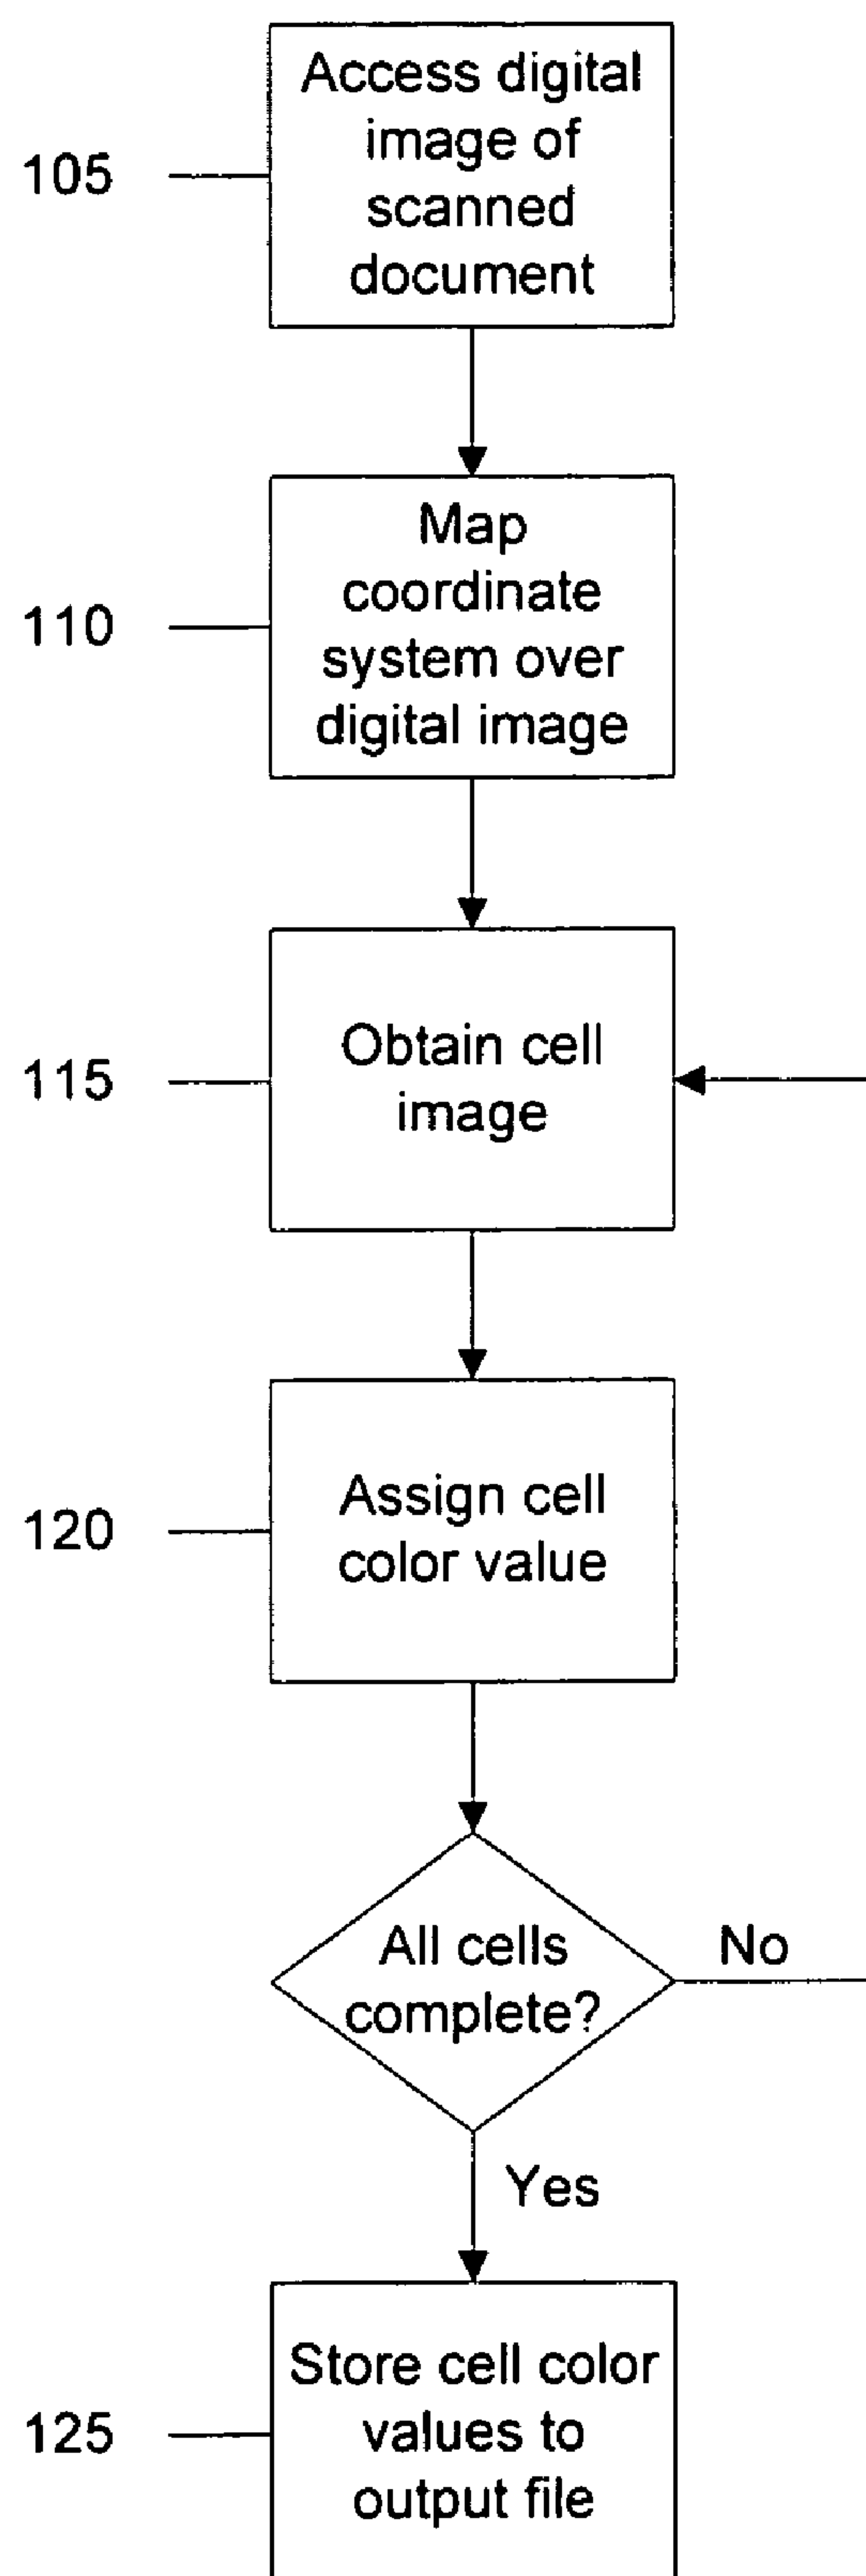 Access digital
image of
scanned
document
105
Map
coordinate
system over
digital image
110
Obtain cell
image
115
Assign cell
color value
120
All cells
complete?
No
Yes
Store cell color
values to
output file
125